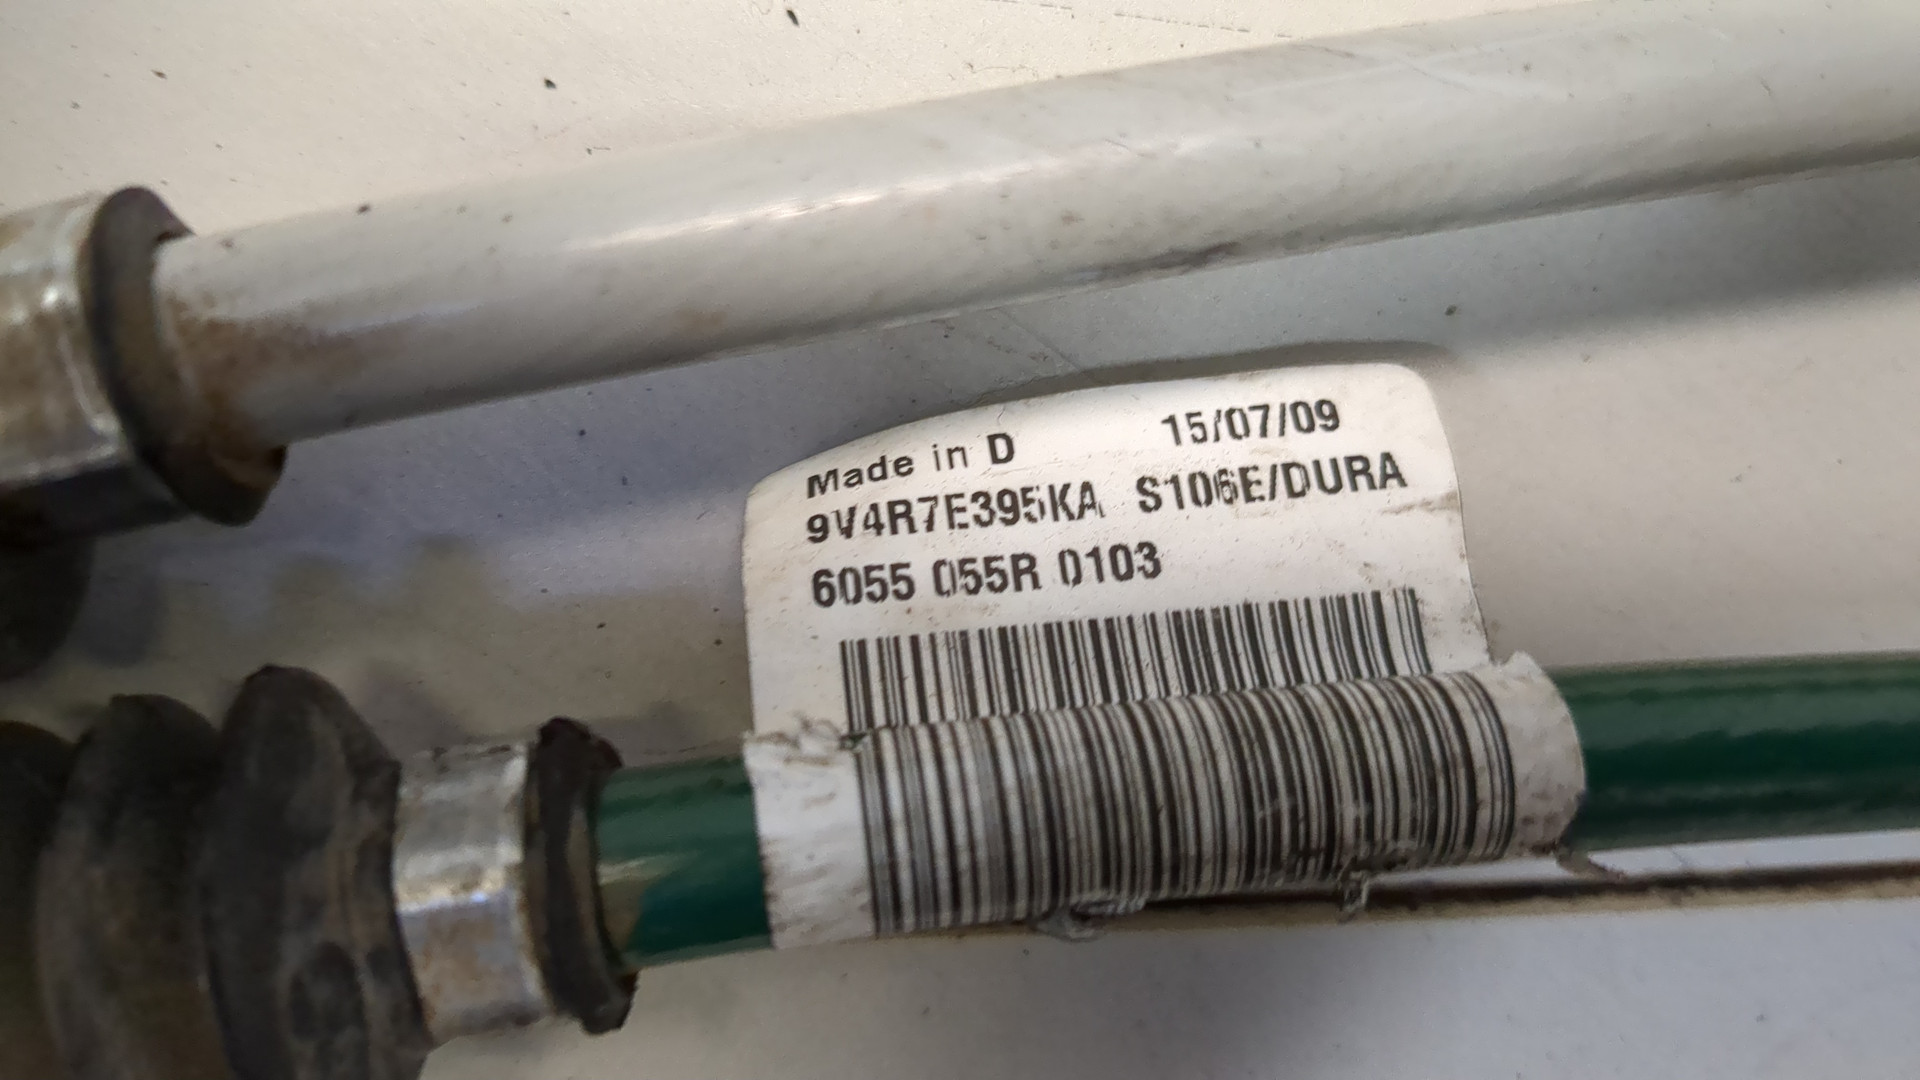 Made in D 15/07/09
9V4R7E395KA S106E/DURA
6055 055R 0103